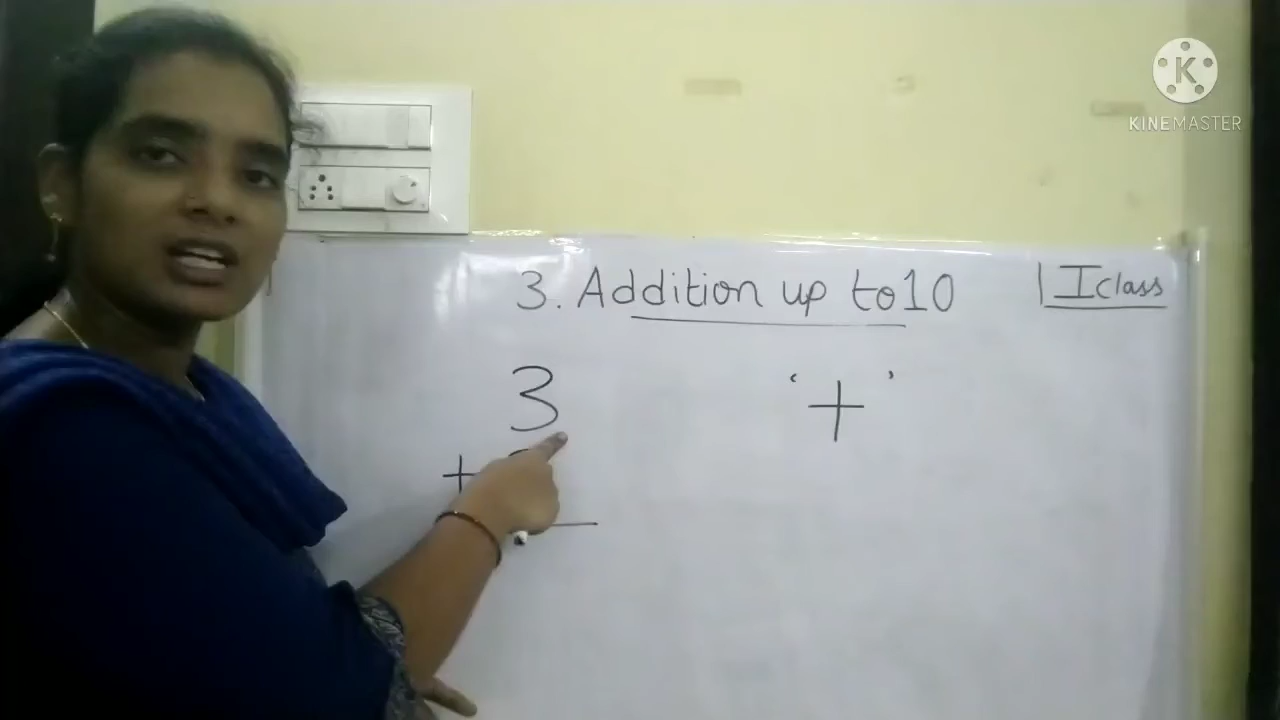 K
KINEMASTER
3. Addition up to 10
I class
3
'+'
+